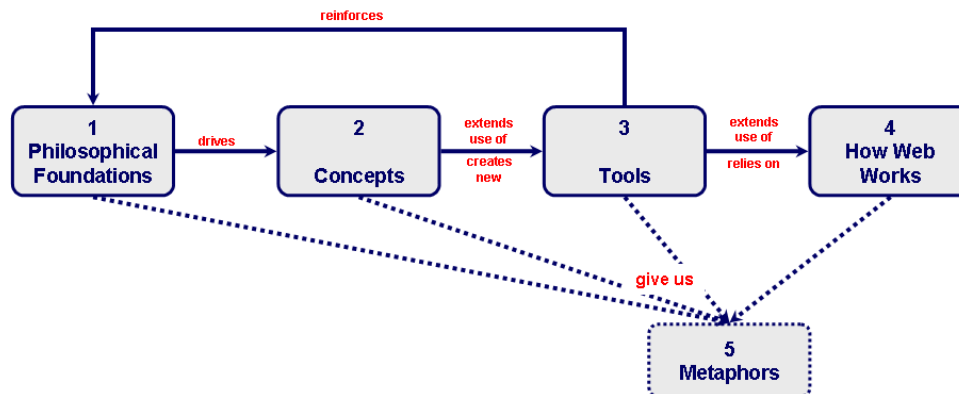 reinforces
1
Philosophical
Foundations
drives
2
Concepts
extends
use of
creates
new
3
Tools
extends
use of
relies on
4
How Web
Works
give us
5
Metaphors